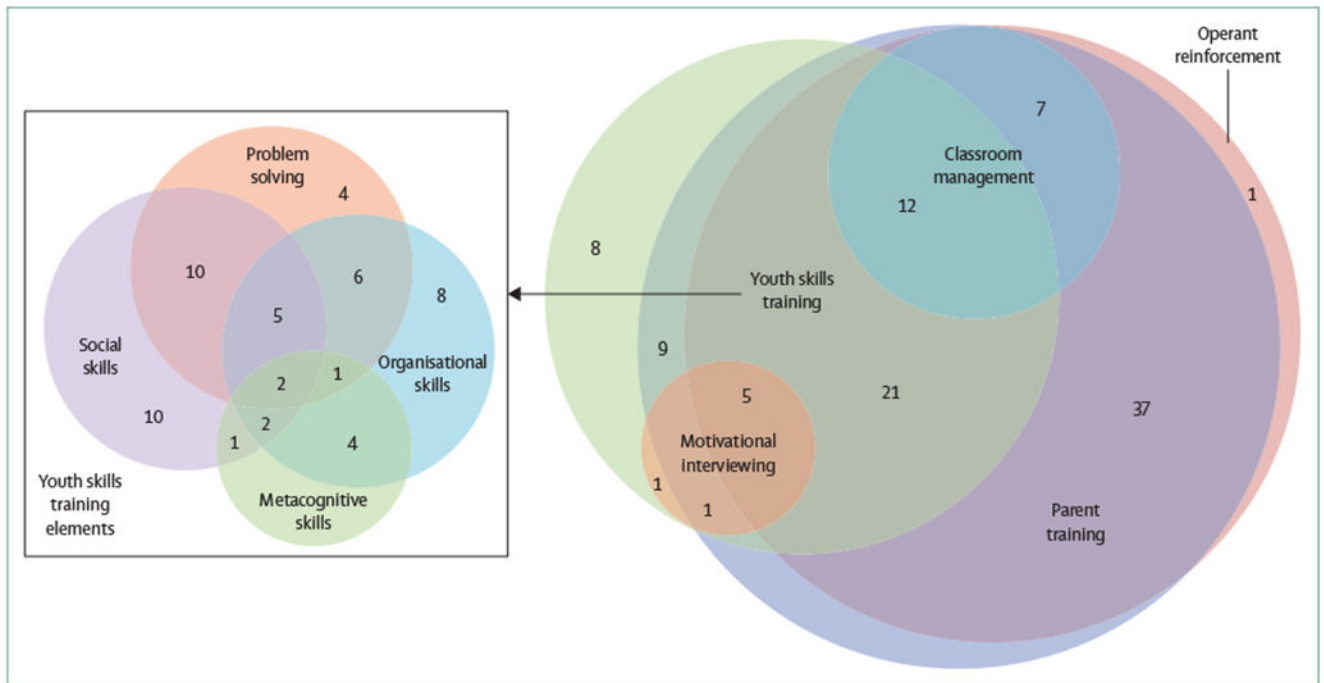 Problem
solving
4
10
6
8
5
Social
skills
Organisational
skills
2
1
10
2
1
4
Youth skills
training
elements
Metacognitive
skills
Operant
reinforcement
7
Classroom
management
1
12
8
Youth skills
training
9
5
21
37
Motivational
interviewing
1
1
Parent
training